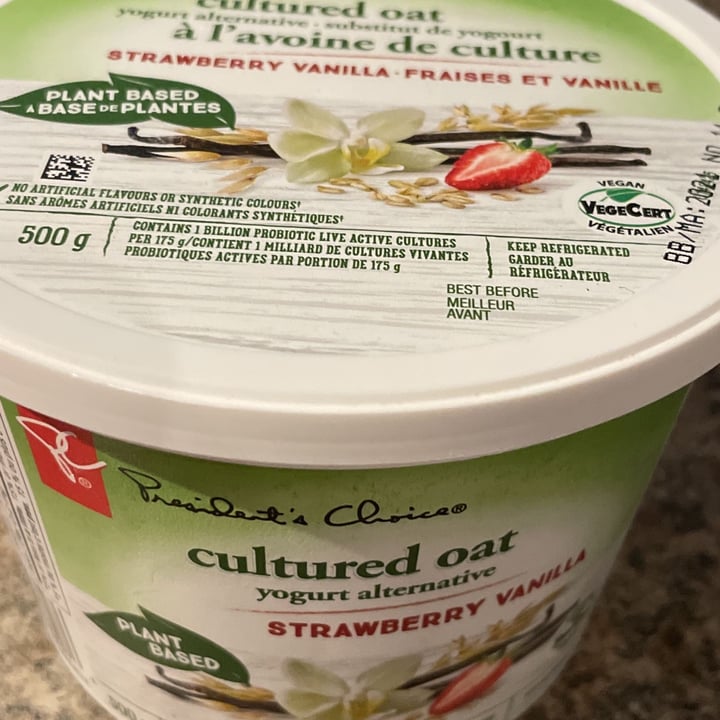 cultured oat
yogurt alternative · substitut de yogourt
à l'avoine de culture
STRAWBERRY VANILLA · FRAISES ET VANILLE
PLANT BASED
À BASE DE PLANTES
NO ARTIFICIAL FLAVOURS OR SYNTHETIC COLOURS†
SANS ARÔMES ARTIFICIELS NI COLORANTS SYNTHÉTIQUES†
500 g
CONTAINS 1 BILLION PROBIOTIC LIVE ACTIVE CULTURES
PER 175 g/CONTIENT 1 MILLIARD DE CULTURES VIVANTES
PROBIOTIQUES ACTIVES PAR PORTION DE 175 g
KEEP REFRIGERATED
GARDER AU
RÉFRIGÉRATEUR
VEGAN
VEGECERT
VÉGÉTALIEN
BB/MA: NO
BEST BEFORE
MEILLEUR
AVANT
PC®
President's Choice®
cultured oat
yogurt alternative
STRAWBERRY VANILLA
PLANT
BASED